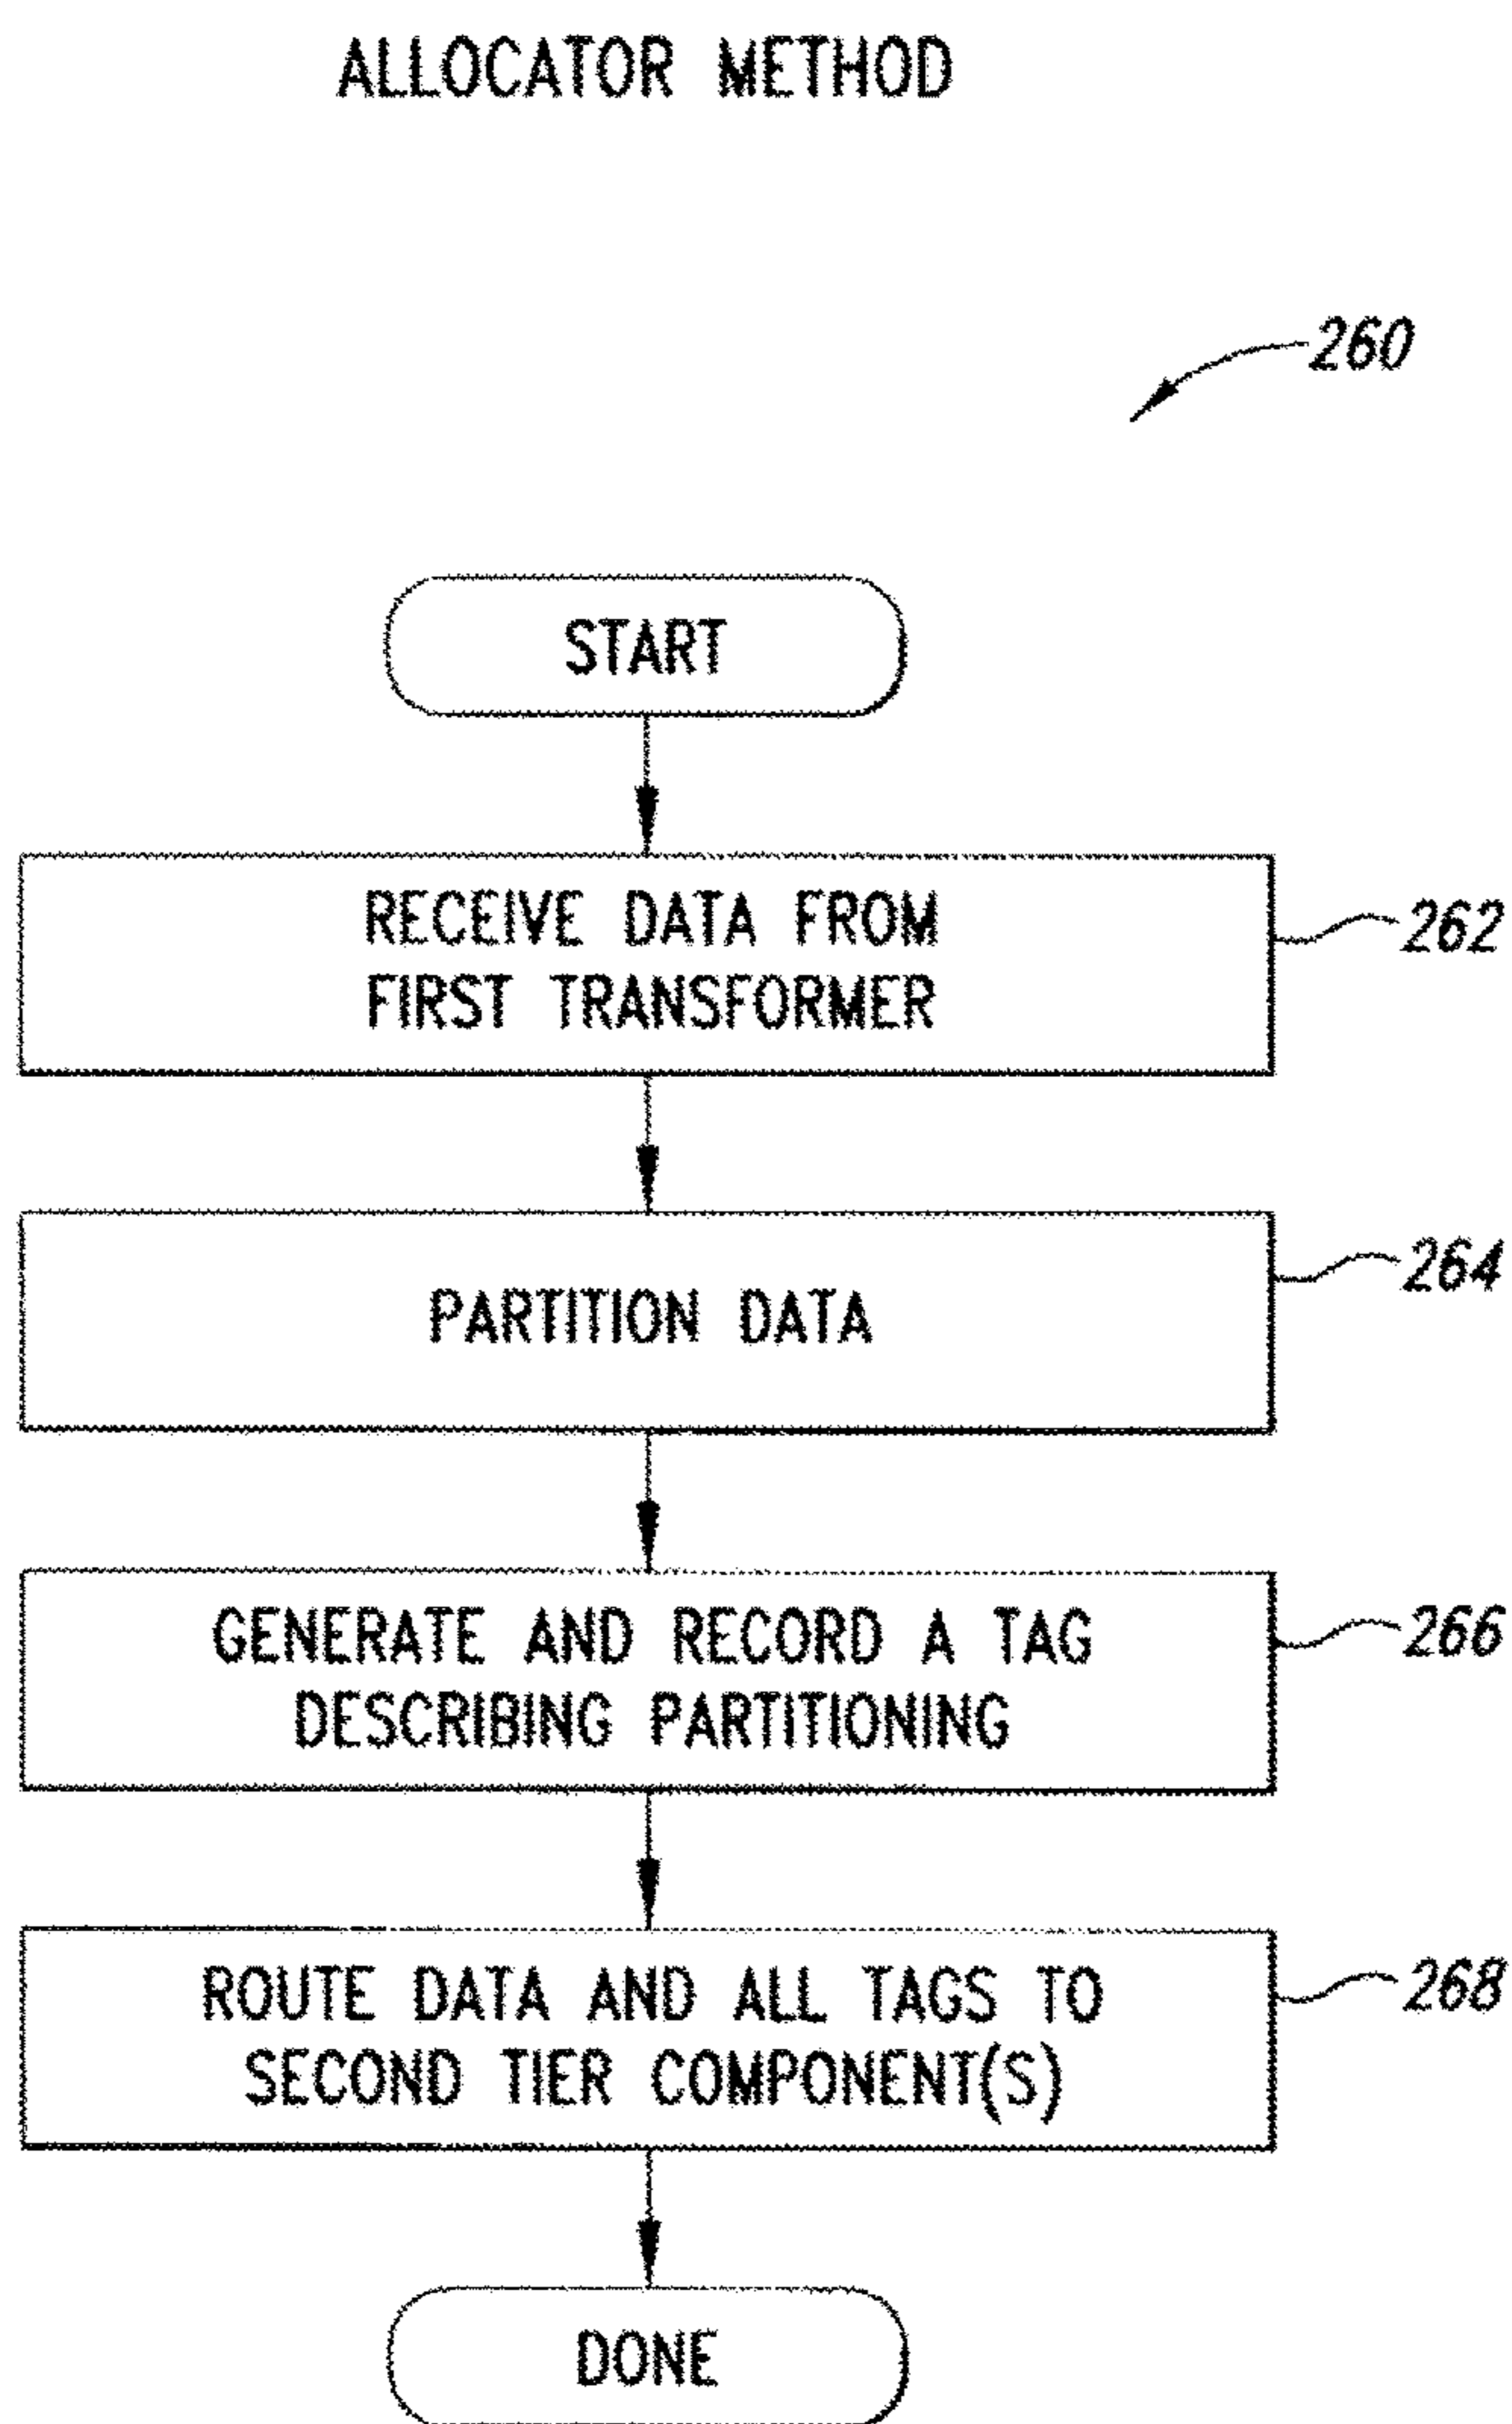 ALLOCATOR METHOD
260
START
RECEIVE DATA FROM
FIRST TRANSFORMER
262
PARTITION DATA
264
GENERATE AND RECORD A TAG
DESCRIBING PARTITIONING
266
ROUTE DATA AND ALL TAGS TO
SECOND TIER COMPONENT(S)
268
DONE